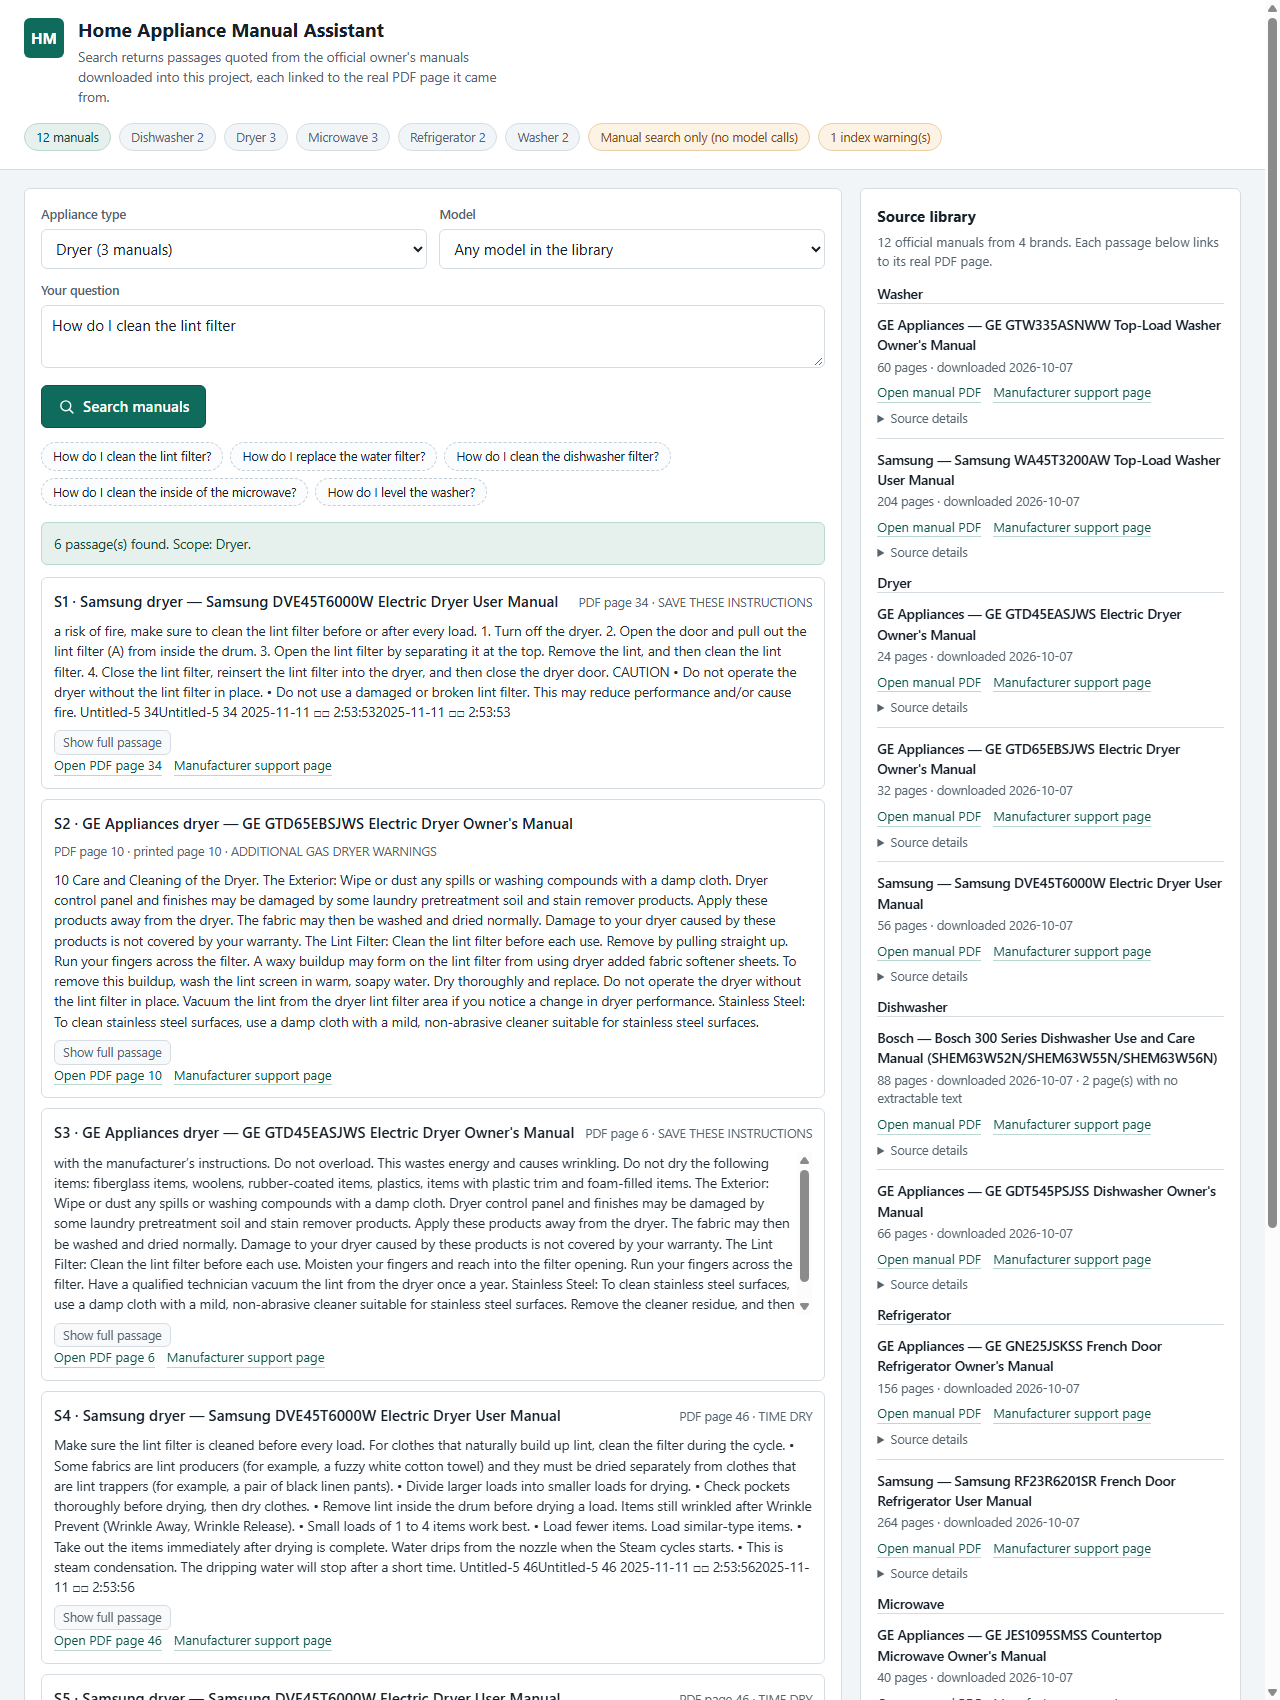 HM
Home Appliance Manual Assistant
Search returns passages quoted from the official owner's manuals
downloaded into this project, each linked to the real PDF page it came
from.
12 manuals
Dishwasher 2
Dryer 3
Microwave 3
Refrigerator 2
Washer 2
Manual search only (no model calls)
1 index warning(s)
Appliance type
Model
Dryer (3 manuals)
Any model in the library
Your question
How do I clean the lint filter
Search manuals
How do I clean the lint filter?
How do I replace the water filter?
How do I clean the dishwasher filter?
How do I clean the inside of the microwave?
How do I level the washer?
6 passage(s) found. Scope: Dryer.
S1 · Samsung dryer — Samsung DVE45T6000W Electric Dryer User Manual
PDF page 34 · SAVE THESE INSTRUCTIONS
a risk of fire, make sure to clean the lint filter before or after every load. 1. Turn off the dryer. 2. Open the door and pull out the
lint filter (A) from inside the drum. 3. Open the lint filter by separating it at the top. Remove the lint, and then clean the lint
filter. 4. Close the lint filter, reinsert the lint filter into the dryer, and then close the dryer door. CAUTION • Do not operate the
dryer without the lint filter in place. • Do not use a damaged or broken lint filter. This may reduce performance and/or cause
fire. Untitled-5 34Untitled-5 34 2025-11-11 □□ 2:53:532025-11-11 □□ 2:53:53
Show full passage
Open PDF page 34
Manufacturer support page
S2 · GE Appliances dryer — GE GTD65EBSJWS Electric Dryer Owner's Manual
PDF page 10 · printed page 10 · ADDITIONAL GAS DRYER WARNINGS
10 Care and Cleaning of the Dryer. The Exterior: Wipe or dust any spills or washing compounds with a damp cloth. Dryer
control panel and finishes may be damaged by some laundry pretreatment soil and stain remover products. Apply these
products away from the dryer. The fabric may then be washed and dried normally. Damage to your dryer caused by these
products is not covered by your warranty. The Lint Filter: Clean the lint filter before each use. Remove by pulling straight up.
Run your fingers across the filter. A waxy buildup may form on the lint filter from using dryer added fabric softener sheets. To
remove this buildup, wash the lint screen in warm, soapy water. Dry thoroughly and replace. Do not operate the dryer without
the lint filter in place. Vacuum the lint from the dryer lint filter area if you notice a change in dryer performance. Stainless Steel:
To clean stainless steel surfaces, use a damp cloth with a mild, non-abrasive cleaner suitable for stainless steel surfaces.
Show full passage
Open PDF page 10
Manufacturer support page
S3 · GE Appliances dryer — GE GTD45EASJWS Electric Dryer Owner's Manual
PDF page 6 · SAVE THESE INSTRUCTIONS
with the manufacturer's instructions. Do not overload. This wastes energy and causes wrinkling. Do not dry the following
items: fiberglass items, woolens, rubber-coated items, plastics, items with plastic trim and foam-filled items. The Exterior:
Wipe or dust any spills or washing compounds with a damp cloth. Dryer control panel and finishes may be damaged by
some laundry pretreatment soil and stain remover products. Apply these products away from the dryer. The fabric may then
be washed and dried normally. Damage to your dryer caused by these products is not covered by your warranty. The Lint
Filter: Clean the lint filter before each use. Moisten your fingers and reach into the filter opening. Run your fingers across the
filter. Have a qualified technician vacuum the lint from the dryer once a year. Stainless Steel: To clean stainless steel surfaces,
use a damp cloth with a mild, non-abrasive cleaner suitable for stainless steel surfaces. Remove the cleaner residue, and then
Show full passage
Open PDF page 6
Manufacturer support page
S4 · Samsung dryer — Samsung DVE45T6000W Electric Dryer User Manual
PDF page 46 · TIME DRY
Make sure the lint filter is cleaned before every load. For clothes that naturally build up lint, clean the filter during the cycle. •
Some fabrics are lint producers (for example, a fuzzy white cotton towel) and they must be dried separately from clothes that
are lint trappers (for example, a pair of black linen pants). • Divide larger loads into smaller loads for drying. • Check pockets
thoroughly before drying, then dry clothes. • Remove lint inside the drum before drying a load. Items still wrinkled after Wrinkle
Prevent (Wrinkle Away, Wrinkle Release). • Small loads of 1 to 4 items work best. • Load fewer items. Load similar-type items. •
Take out the items immediately after drying is complete. Water drips from the nozzle when the Steam cycles starts. • This is
steam condensation. The dripping water will stop after a short time. Untitled-5 46Untitled-5 46 2025-11-11 □□ 2:53:562025-11-
11 □□ 2:53:56
Show full passage
Open PDF page 46
Manufacturer support page
S5 · Samsung dryer — Samsung DVE45T6000W Electric Dryer User Manual
PDF page 46 · TIME DRY
Source library
12 official manuals from 4 brands. Each passage below links
to its real PDF page.
Washer
GE Appliances — GE GTW335ASNWW Top-Load Washer
Owner's Manual
60 pages · downloaded 2026-10-07
Open manual PDF
Manufacturer support page
Source details
Samsung — Samsung WA45T3200AW Top-Load Washer
User Manual
204 pages · downloaded 2026-10-07
Open manual PDF
Manufacturer support page
Source details
Dryer
GE Appliances — GE GTD45EASJWS Electric Dryer
Owner's Manual
24 pages · downloaded 2026-10-07
Open manual PDF
Manufacturer support page
Source details
GE Appliances — GE GTD65EBSJWS Electric Dryer
Owner's Manual
32 pages · downloaded 2026-10-07
Open manual PDF
Manufacturer support page
Source details
Samsung — Samsung DVE45T6000W Electric Dryer User
Manual
56 pages · downloaded 2026-10-07
Open manual PDF
Manufacturer support page
Source details
Dishwasher
Bosch — Bosch 300 Series Dishwasher Use and Care
Manual (SHEM63W52N/SHEM63W55N/SHEM63W56N)
88 pages · downloaded 2026-10-07 · 2 page(s) with no
extractable text
Open manual PDF
Manufacturer support page
Source details
GE Appliances — GE GDT545PSJSS Dishwasher Owner's
Manual
66 pages · downloaded 2026-10-07
Open manual PDF
Manufacturer support page
Source details
Refrigerator
GE Appliances — GE GNE25JSKSS French Door
Refrigerator Owner's Manual
156 pages · downloaded 2026-10-07
Open manual PDF
Manufacturer support page
Source details
Samsung — Samsung RF23R6201SR French Door
Refrigerator User Manual
264 pages · downloaded 2026-10-07
Open manual PDF
Manufacturer support page
Source details
Microwave
GE Appliances — GE JES1095SMSS Countertop
Microwave Owner's Manual
40 pages · downloaded 2026-10-07